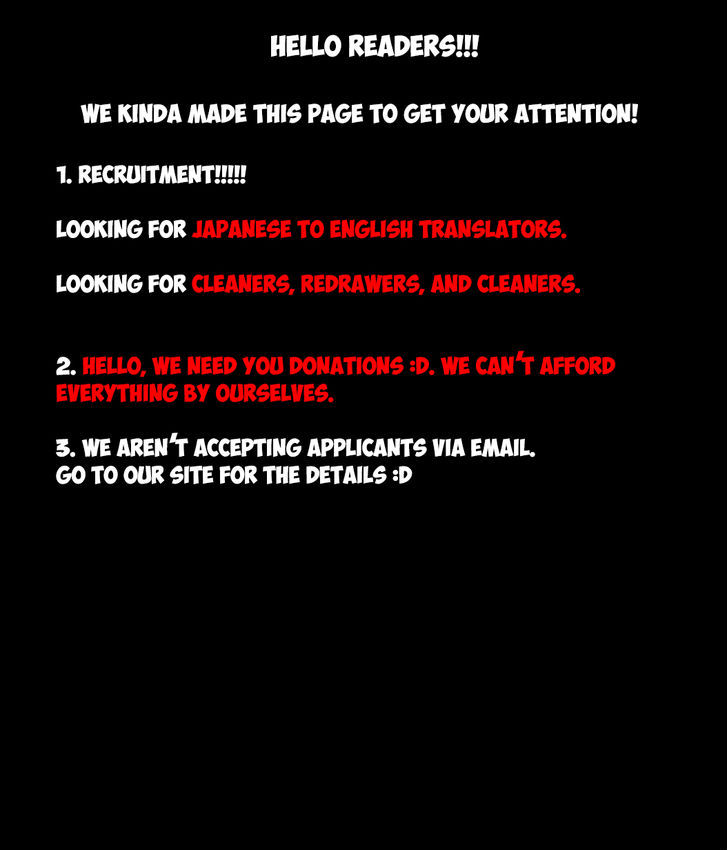 HELLO READERS!!!
WE KINDA MADE THIS PAGE TO GET YOUR ATTENTION!
1. RECRUITMENT!!!!!
LOOKING FOR JAPANESE TO ENGLISH TRANSLATORS.
LOOKING FOR CLEANERS, REDRAWERS, AND CLEANERS.
2. HELLO, WE NEED YOU DONATIONS :D. WE CAN'T AFFORD
EVERYTHING BY OURSELVES.
3. WE AREN'T ACCEPTING APPLICANTS VIA EMAIL.
GO TO OUR SITE FOR THE DETAILS :D